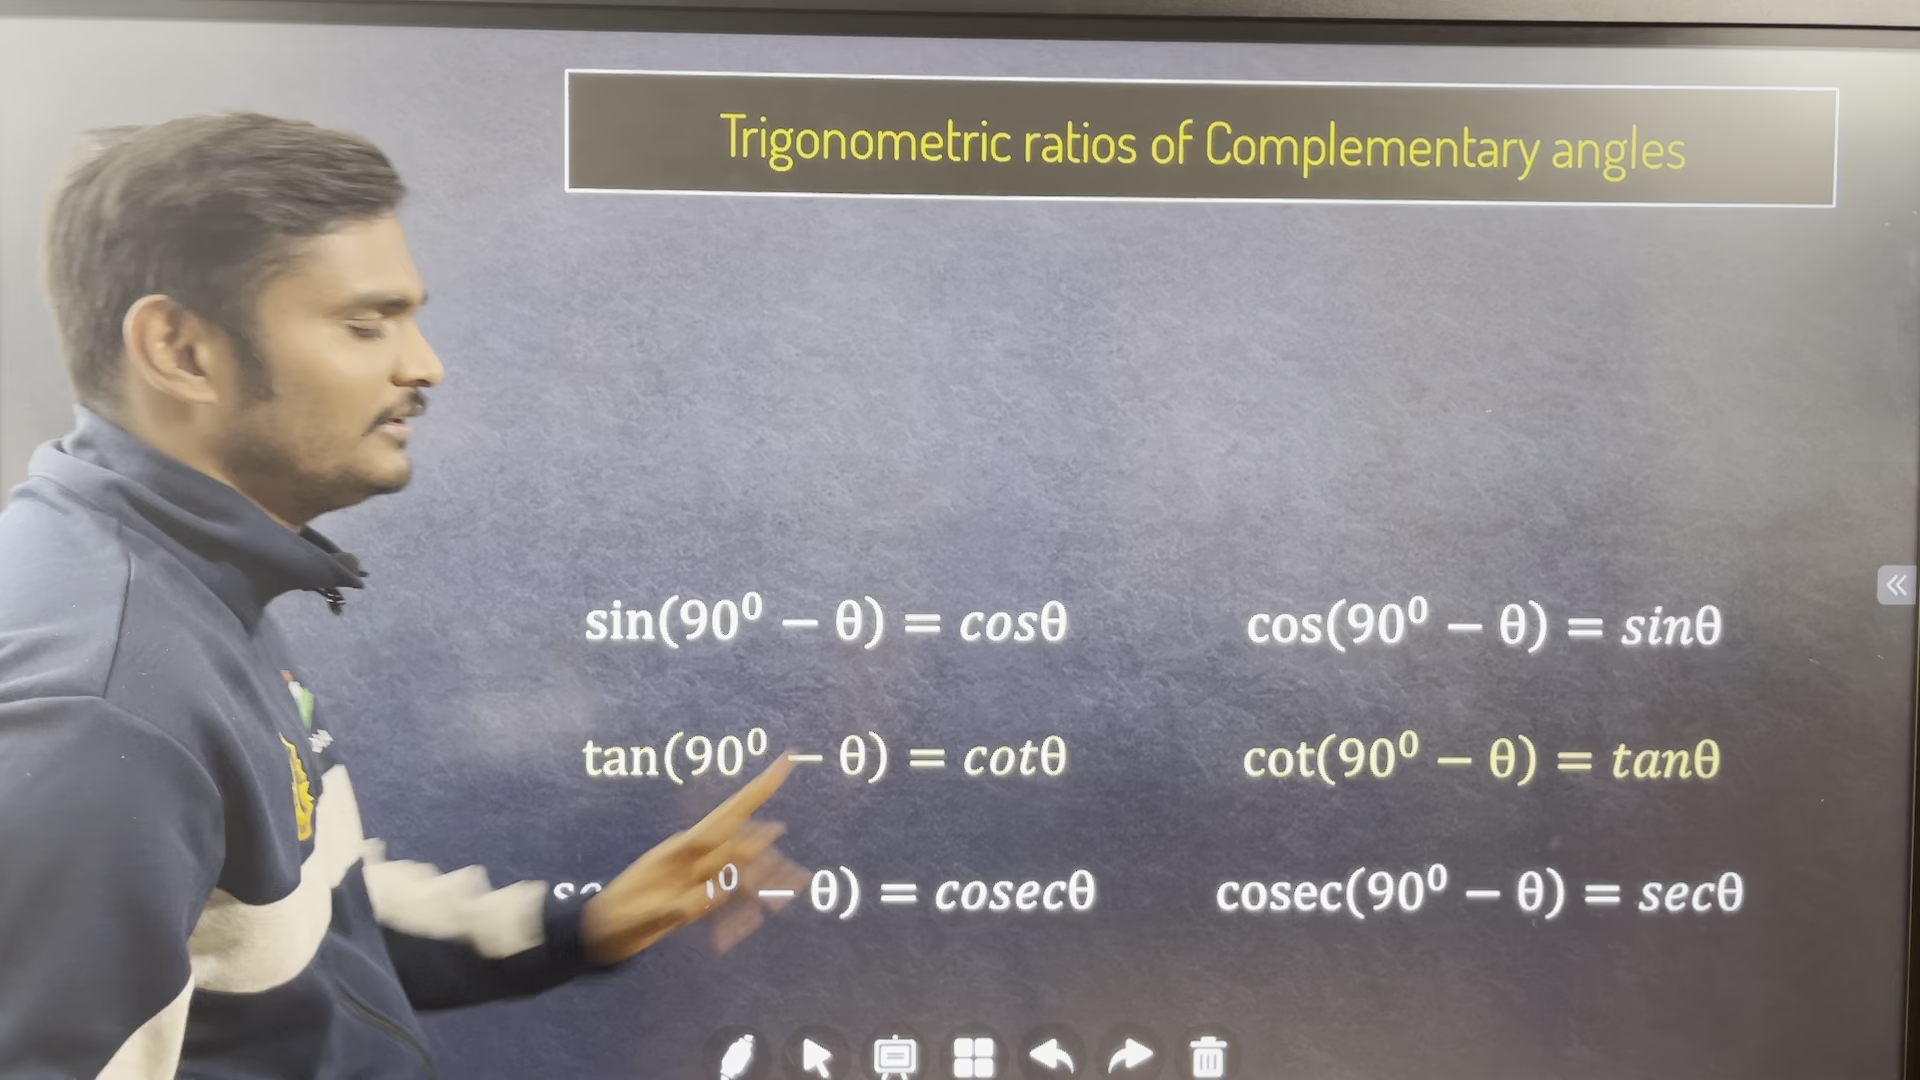 Trigonometric ratios of Complementary angles
sin(90⁰ − θ) = cosθ
cos(90⁰ − θ) = sinθ
tan(90⁰ − θ) = cotθ
cot(90⁰ − θ) = tanθ
⁰ − θ) = cosecθ
cosec(90⁰ − θ) = secθ